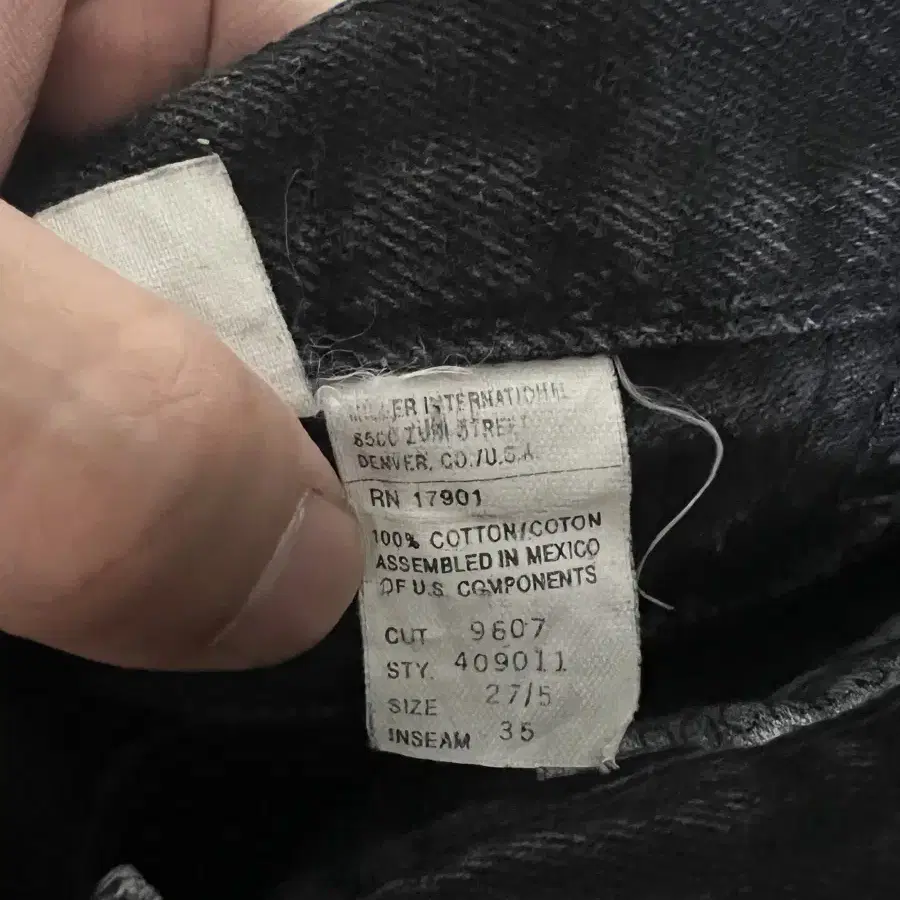 MILLER INTERNATIONAL
8500 ZUNI STREET
DENVER, CO./U.S.A.
RN 17901
100% COTTON/COTON
ASSEMBLED IN MEXICO
OF U.S. COMPONENTS
CUT 9607
STY. 409011
SIZE 27/5
INSEAM 35